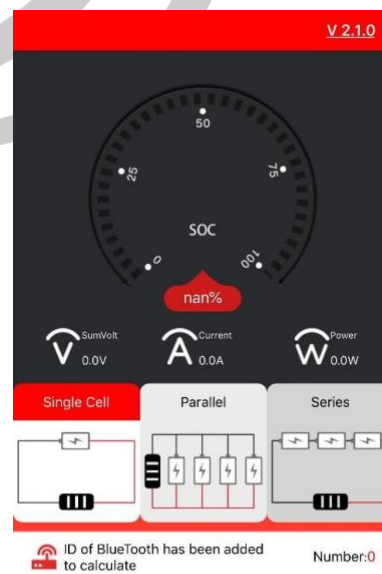 V 2.1.0
50
25
75
SOC
0
100
nan%
SumVolt
V 0.0V
Current
A 0.0A
Power
W 0.0W
Single Cell
Parallel
Series
ID of BlueTooth has been added
to calculate
Number:0